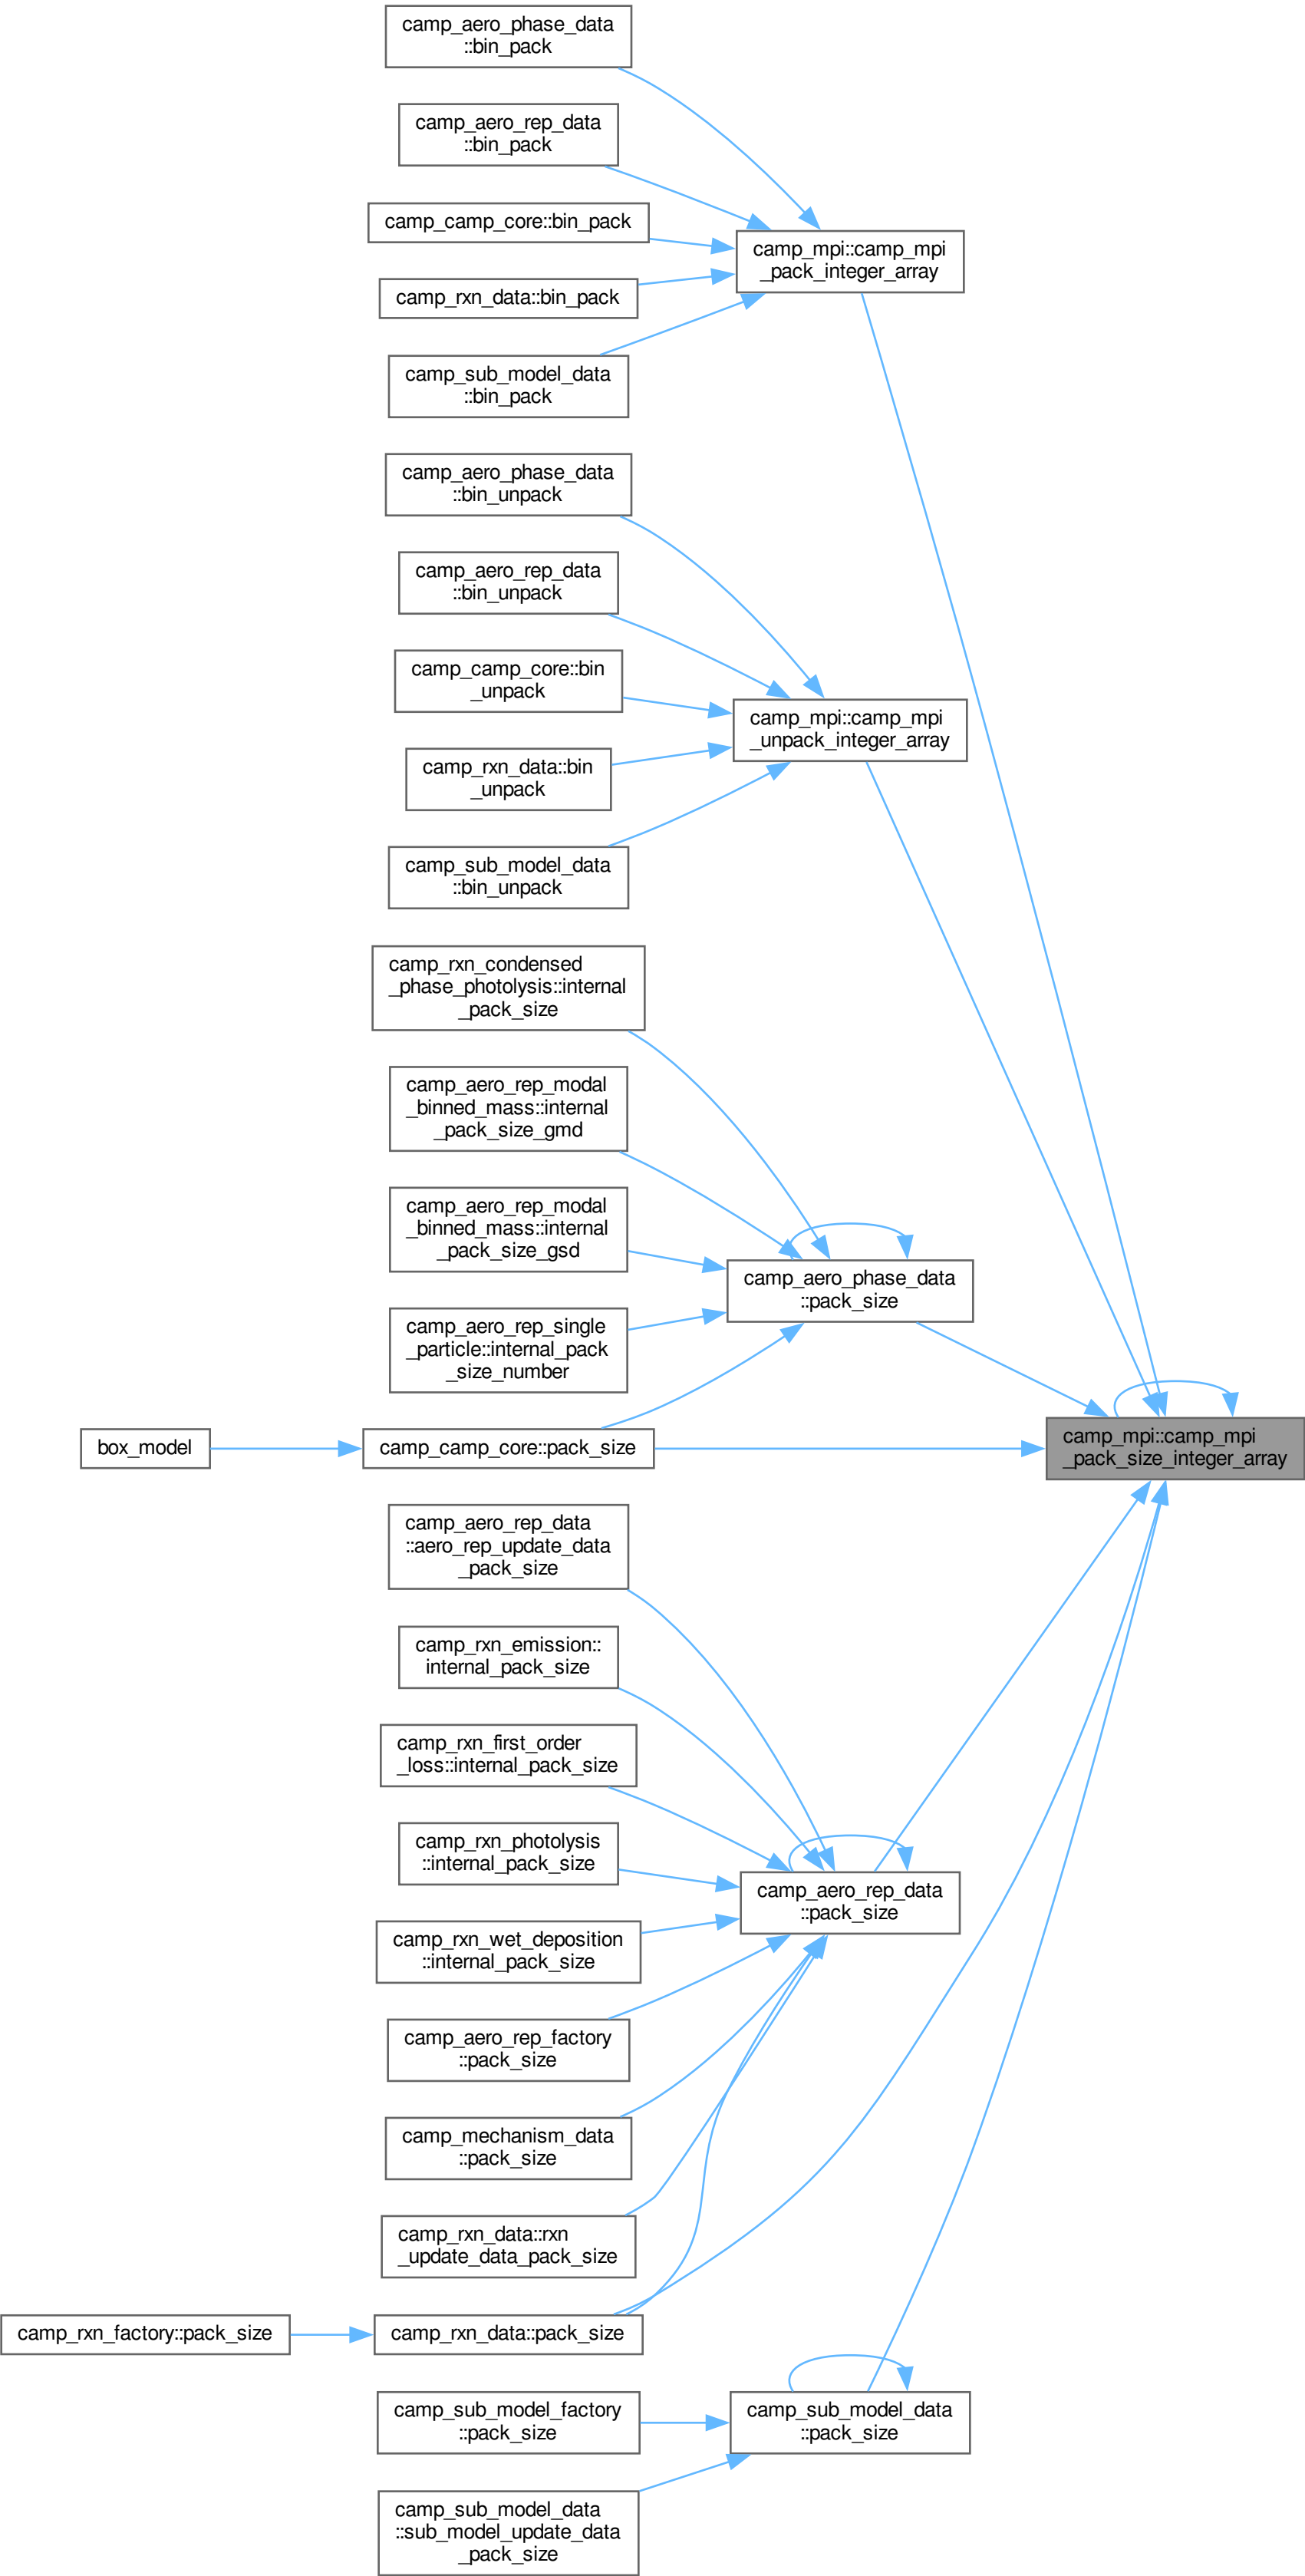 camp_aero_phase_data
::bin_pack
camp_aero_rep_data
::bin_pack
camp_camp_core::bin_pack
camp_rxn_data::bin_pack
camp_sub_model_data
::bin_pack
camp_mpi::camp_mpi
_pack_integer_array
camp_aero_phase_data
::bin_unpack
camp_aero_rep_data
::bin_unpack
camp_camp_core::bin
_unpack
camp_rxn_data::bin
_unpack
camp_sub_model_data
::bin_unpack
camp_mpi::camp_mpi
_unpack_integer_array
camp_rxn_condensed
_phase_photolysis::internal
_pack_size
camp_aero_rep_modal
_binned_mass::internal
_pack_size_gmd
camp_aero_rep_modal
_binned_mass::internal
_pack_size_gsd
camp_aero_rep_single
_particle::internal_pack
_size_number
camp_aero_phase_data
::pack_size
box_model
camp_camp_core::pack_size
camp_mpi::camp_mpi
_pack_size_integer_array
camp_aero_rep_data
::aero_rep_update_data
_pack_size
camp_rxn_emission::
internal_pack_size
camp_rxn_first_order
_loss::internal_pack_size
camp_rxn_photolysis
::internal_pack_size
camp_rxn_wet_deposition
::internal_pack_size
camp_aero_rep_data
::pack_size
camp_aero_rep_factory
::pack_size
camp_mechanism_data
::pack_size
camp_rxn_data::rxn
_update_data_pack_size
camp_rxn_factory::pack_size
camp_rxn_data::pack_size
camp_sub_model_factory
::pack_size
camp_sub_model_data
::pack_size
camp_sub_model_data
::sub_model_update_data
_pack_size